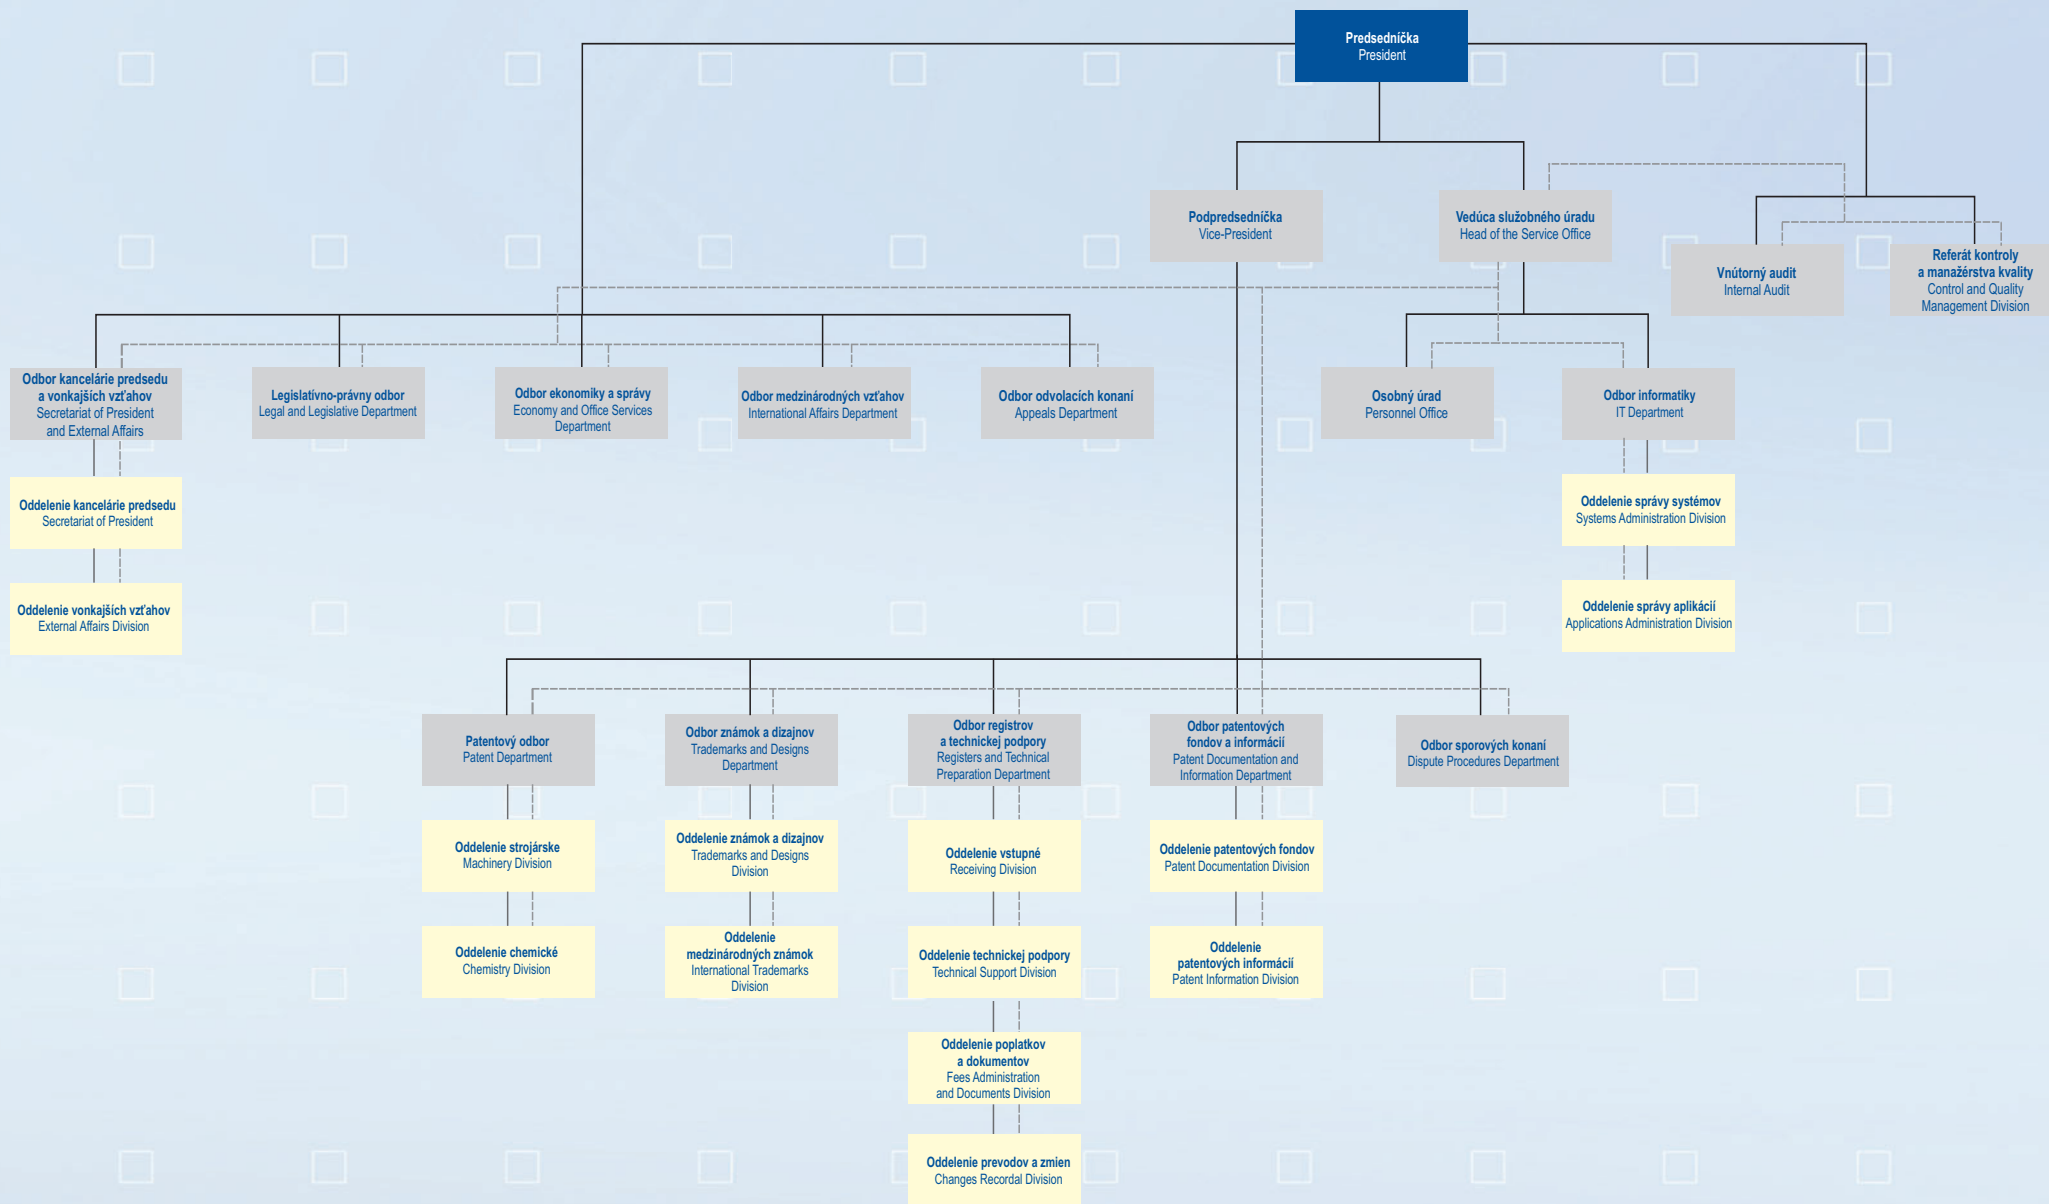 Predsedníčka
President
Podpredsedníčka
Vice-President
Vedúca služobného úradu
Head of the Service Office
Vnútorný audit
Internal Audit
Referát kontroly
a manažérstva kvality
Control and Quality
Management Division
Odbor kancelárie predsedu
a vonkajších vzťahov
Secretariat of President
and External Affairs
Legislatívno-právny odbor
Legal and Legislative Department
Odbor ekonomiky a správy
Economy and Office Services
Department
Odbor medzinárodných vzťahov
International Affairs Department
Odbor odvolacích konaní
Appeals Department
Osobný úrad
Personnel Office
Odbor informatiky
IT Department
Oddelenie kancelárie predsedu
Secretariat of President
Oddelenie správy systémov
Systems Administration Division
Oddelenie vonkajších vzťahov
External Affairs Division
Oddelenie správy aplikácií
Applications Administration Division
Patentový odbor
Patent Department
Odbor známok a dizajnov
Trademarks and Designs
Department
Odbor registrov
a technickej podpory
Registers and Technical
Preparation Department
Odbor patentových
fondov a informácií
Patent Documentation and
Information Department
Odbor sporových konaní
Dispute Procedures Department
Oddelenie strojárske
Machinery Division
Oddelenie známok a dizajnov
Trademarks and Designs
Division
Oddelenie vstupné
Receiving Division
Oddelenie patentových fondov
Patent Documentation Division
Oddelenie chemické
Chemistry Division
Oddelenie
medzinárodných známok
International Trademarks
Division
Oddelenie technickej podpory
Technical Support Division
Oddelenie
patentových informácií
Patent Information Division
Oddelenie poplatkov
a dokumentov
Fees Administration
and Documents Division
Oddelenie prevodov a zmien
Changes Recordal Division